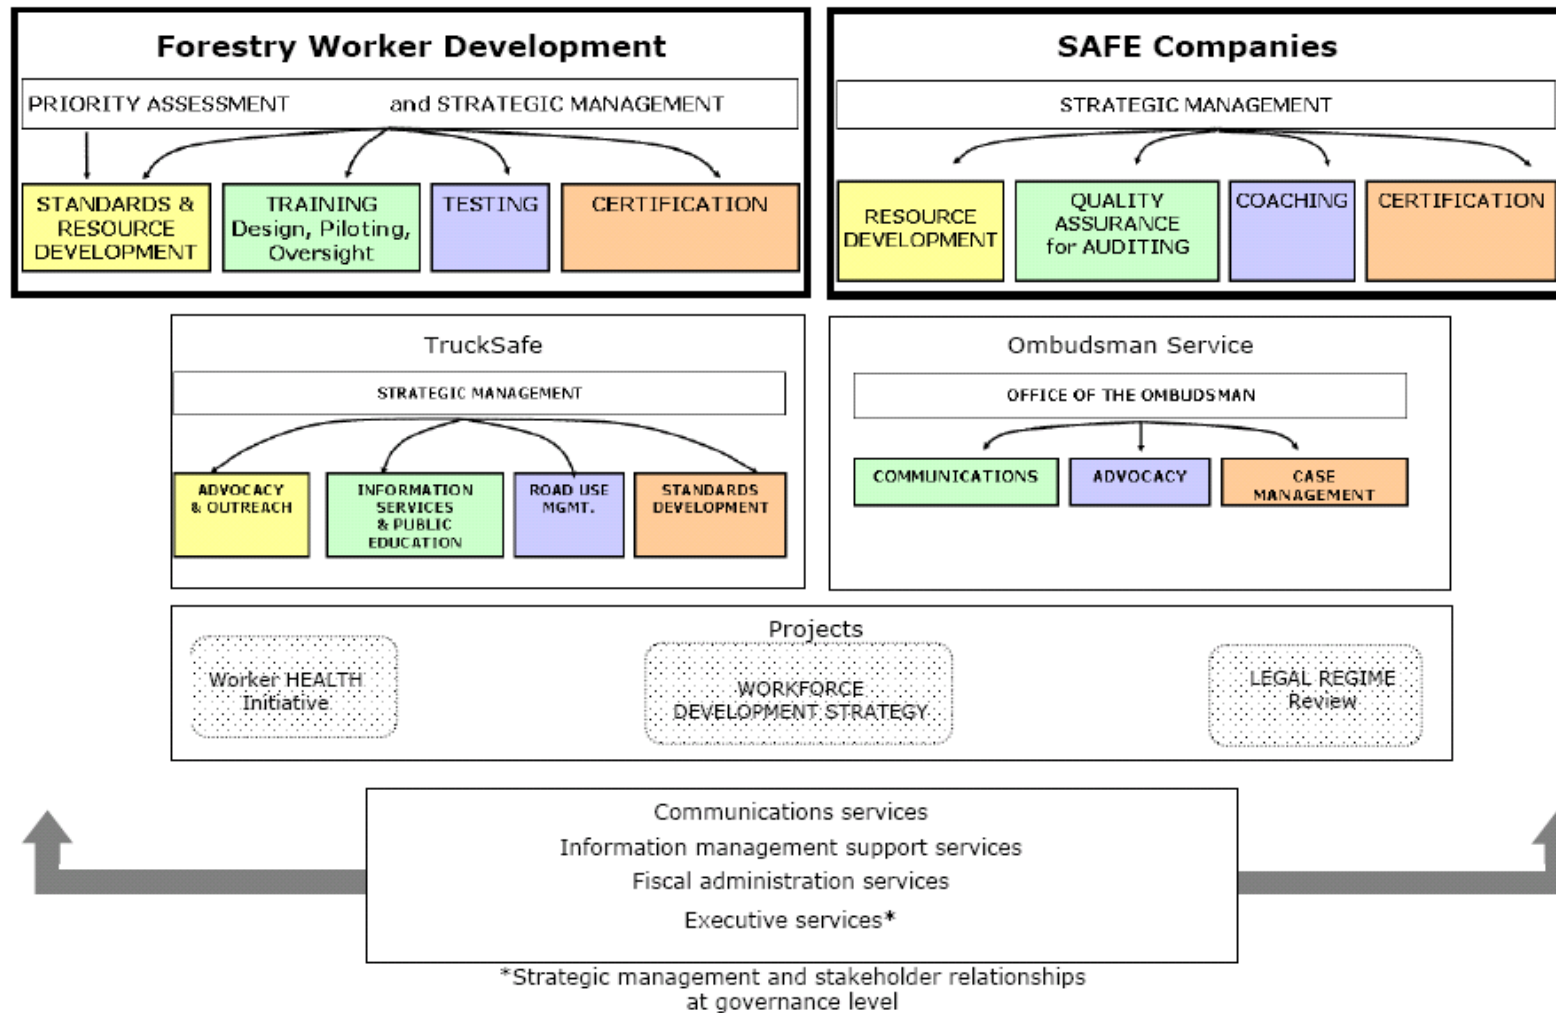 Forestry Worker Development
PRIORITY ASSESSMENT and STRATEGIC MANAGEMENT
STANDARDS &
RESOURCE
DEVELOPMENT
TRAINING
Design, Piloting,
Oversight
TESTING
CERTIFICATION
SAFE Companies
STRATEGIC MANAGEMENT
RESOURCE
DEVELOPMENT
QUALITY
ASSURANCE
for AUDITING
COACHING
CERTIFICATION
TruckSafe
STRATEGIC MANAGEMENT
ADVOCACY
& OUTREACH
INFORMATION
SERVICES
& PUBLIC
EDUCATION
ROAD USE
MGMT.
STANDARDS
DEVELOPMENT
Ombudsman Service
OFFICE OF THE OMBUDSMAN
COMMUNICATIONS
ADVOCACY
CASE
MANAGEMENT
Projects
Worker HEALTH
Initiative
WORKFORCE
DEVELOPMENT STRATEGY
LEGAL REGIME
Review
Communications services
Information management support services
Fiscal administration services
Executive services*
*Strategic management and stakeholder relationships
at governance level